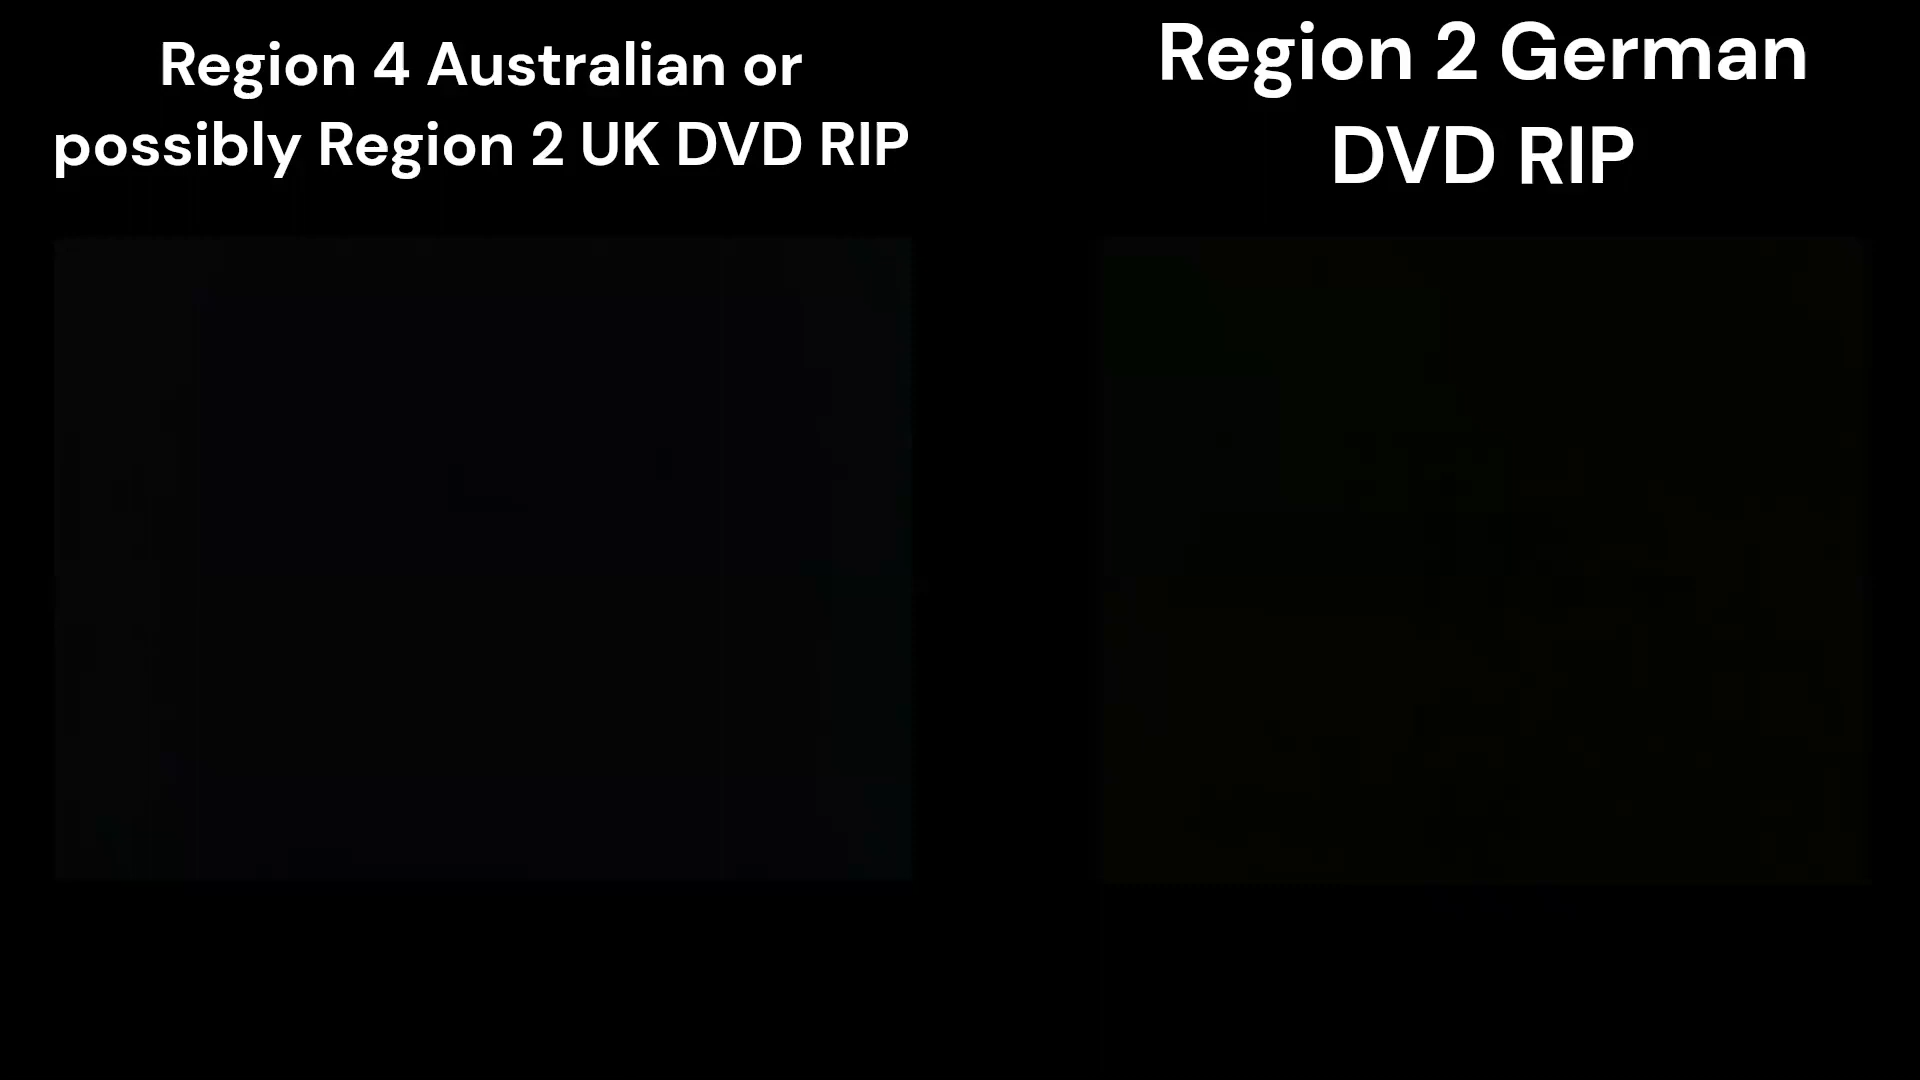 Region 4 Australian or
possibly Region 2 UK DVD RIP
Region 2 German
DVD RIP